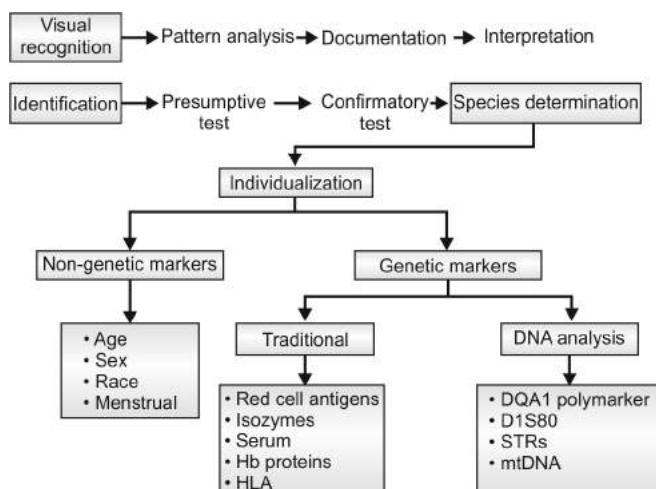 Visual
recognition
Pattern analysis
Documentation
Interpretation
Identification
Presumptive
test
Confirmatory
test
Species determination
Individualization
Non-genetic markers
Genetic markers
• Age
• Sex
• Race
• Menstrual
Traditional
DNA analysis
• Red cell antigens
• Isozymes
• Serum
• Hb proteins
• HLA
• DQA1 polymarker
• D1S80
• STRs
• mtDNA